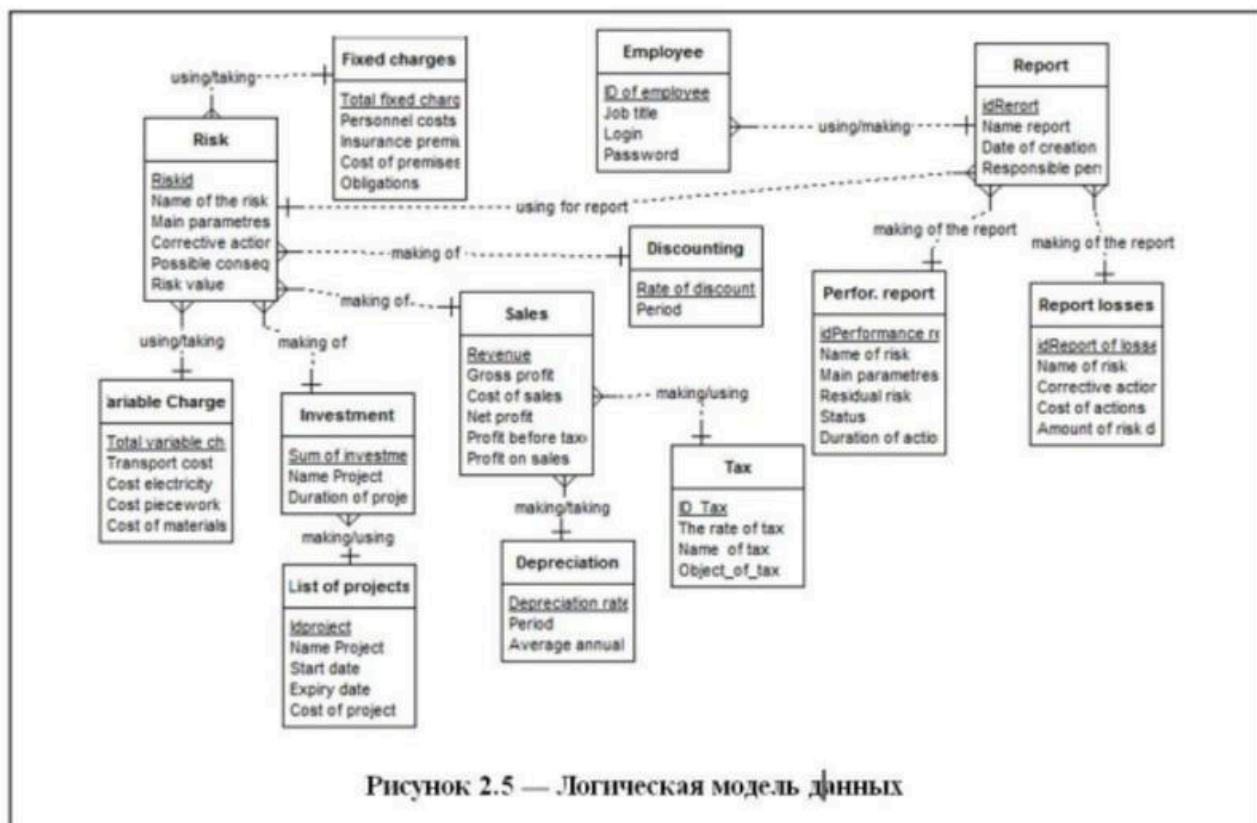 Fixed charges
Total fixed charg
Personnel costs
Insurance premi
Cost of premises
Obligations
using/taking
Employee
ID of employee
Job title
Login
Password
using/making
Report
idRerort
Name report
Date of creation
Responsible per
Risk
Riskid
Name of the risk
Main parametres
Corrective action
Possible conseq
Risk value
using for report
making of
Discounting
Rate of discount
Period
making of the report
making of the report
making of
Sales
Revenue
Gross profit
Cost of sales
Net profit
Profit before tax
Profit on sales
Perfor. report
idPerformance re
Name of risk
Main parametres
Residual risk
Status
Duration of actio
Report losses
idReport of losse
Name of risk
Corrective action
Cost of actions
Amount of risk d
using/taking
making of
ariable Charge
Total variable ch
Transport cost
Cost electricity
Cost piecework
Cost of materials
Investment
Sum of investme
Name Project
Duration of proje
making/using
Tax
ID_Tax
The rate of tax
Name of tax
Object_of_tax
making/using
making/taking
List of projects
Idproject
Name Project
Start date
Expiry date
Cost of project
Depreciation
Depreciation rate
Period
Average annual
Рисунок 2.5 — Логическая модель данных